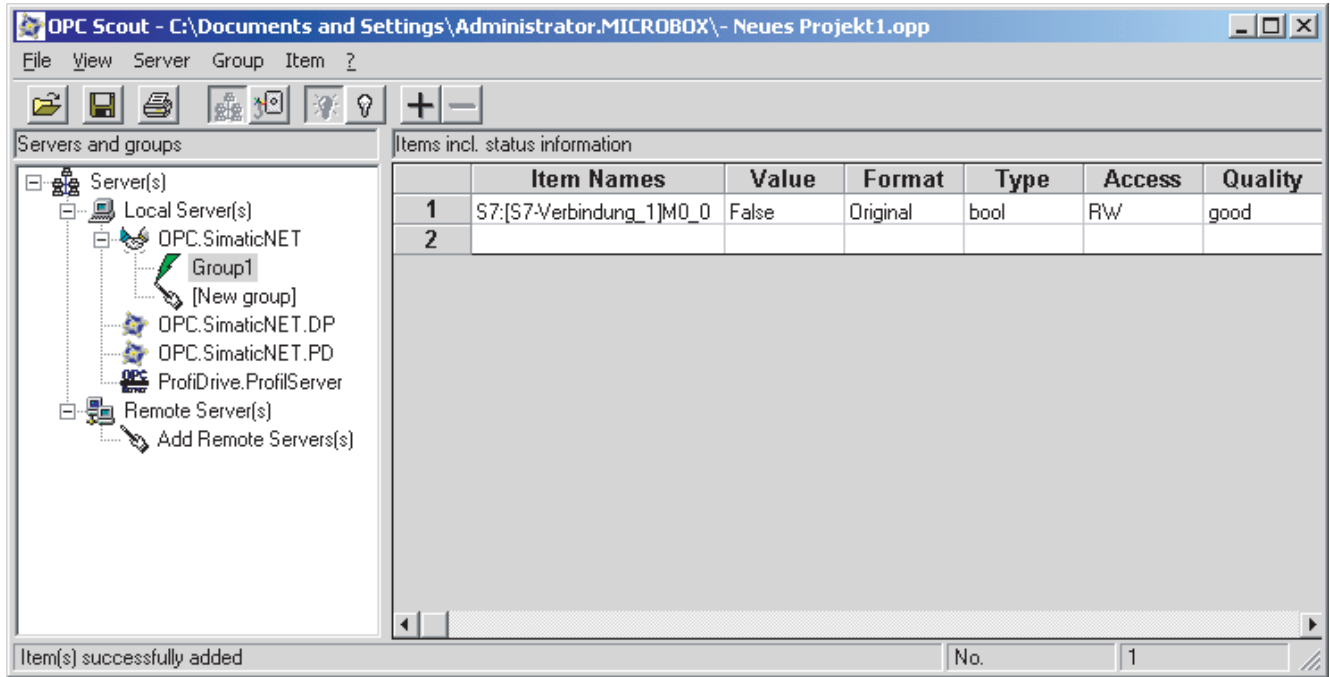 OPC Scout - C:\Documents and Settings\Administrator.MICROBOX\- Neues Projekt1.opp
File View Server Group Item ?
Servers and groups
Items incl. status information
Server(s)
Local Server(s)
OPC.SimaticNET
Group1
[New group]
OPC.SimaticNET.DP
OPC.SimaticNET.PD
OPC ProfiDrive.ProfilServer
Remote Server(s)
Add Remote Servers(s)
Item Names Value Format Type Access Quality
1 S7:[S7-Verbindung_1]M0_0 False Original bool RW good
2
Item(s) successfully added No. 1